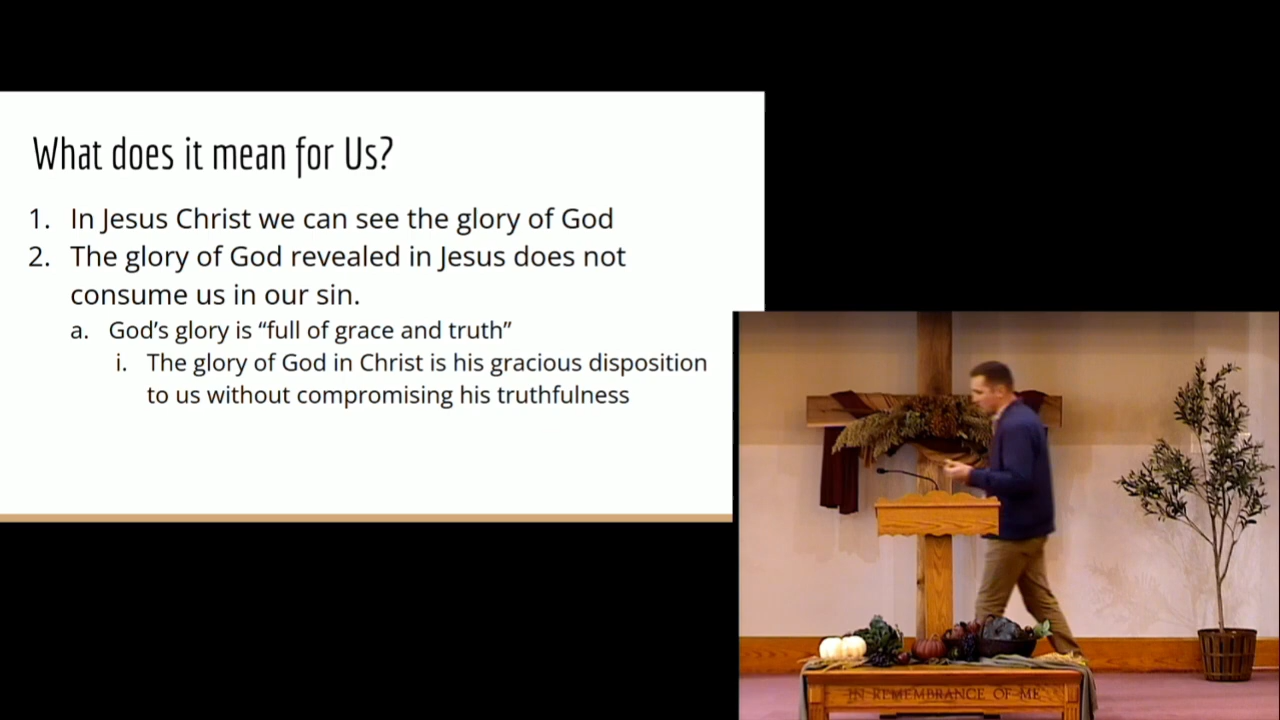 What does it mean for Us?
1. In Jesus Christ we can see the glory of God
2. The glory of God revealed in Jesus does not
consume us in our sin.
a. God's glory is “full of grace and truth”
i. The glory of God in Christ is his gracious disposition
to us without compromising his truthfulness
IN REMEMBRANCE OF ME